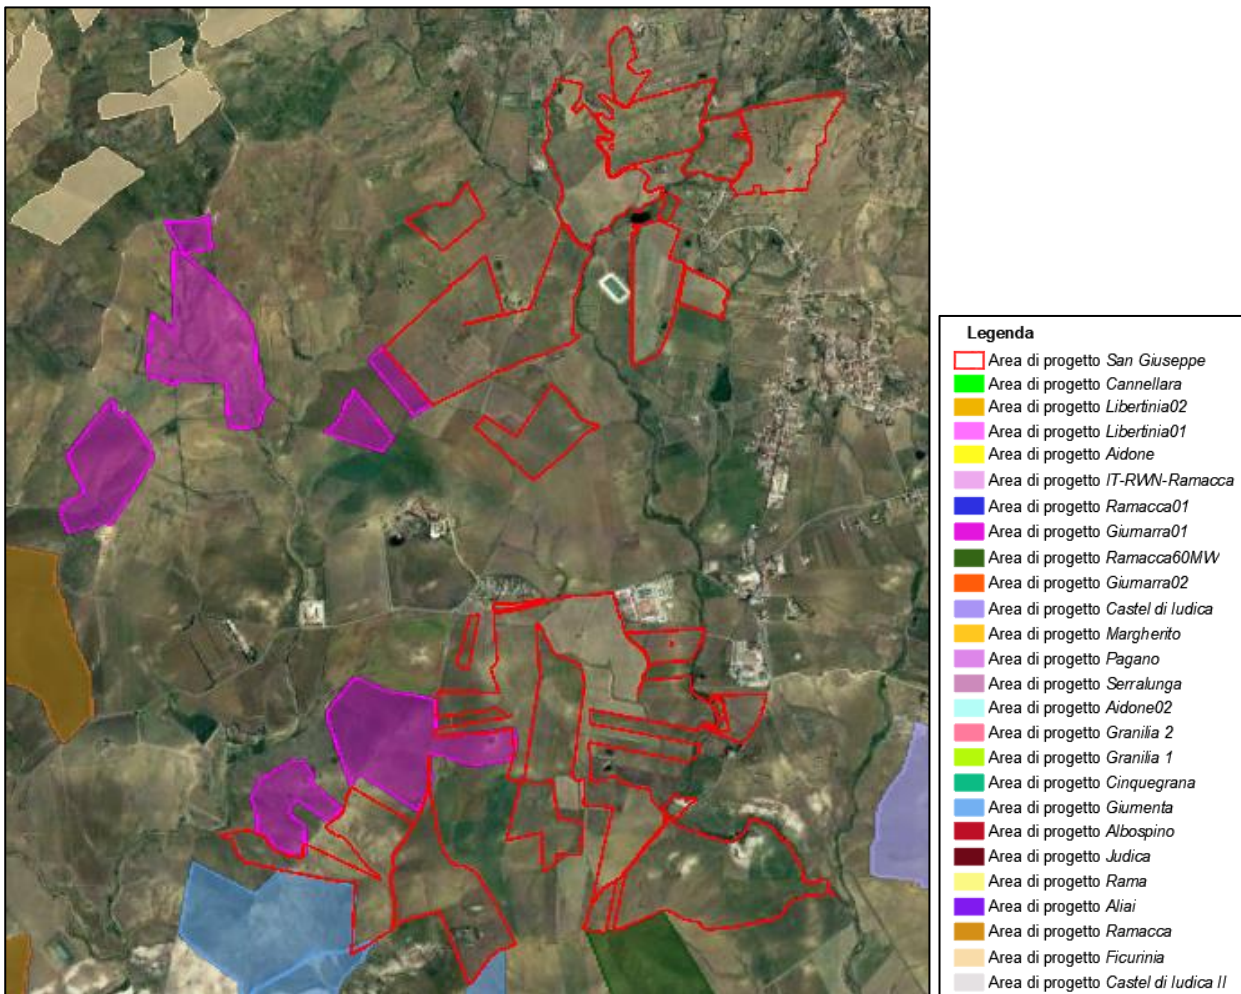 Legenda
Area di progetto San Giuseppe
Area di progetto Cannellara
Area di progetto Libertinia02
Area di progetto Libertinia01
Area di progetto Aidone
Area di progetto IT-RWN-Ramacca
Area di progetto Ramacca01
Area di progetto Giumarra01
Area di progetto Ramacca60MW
Area di progetto Giumarra02
Area di progetto Castel di Iudica
Area di progetto Margherito
Area di progetto Pagano
Area di progetto Serralunga
Area di progetto Aidone02
Area di progetto Granilia 2
Area di progetto Granilia 1
Area di progetto Cinquegrana
Area di progetto Giumenta
Area di progetto Albospino
Area di progetto Judica
Area di progetto Rama
Area di progetto Aliai
Area di progetto Ramacca
Area di progetto Ficurinia
Area di progetto Castel di Iudica II